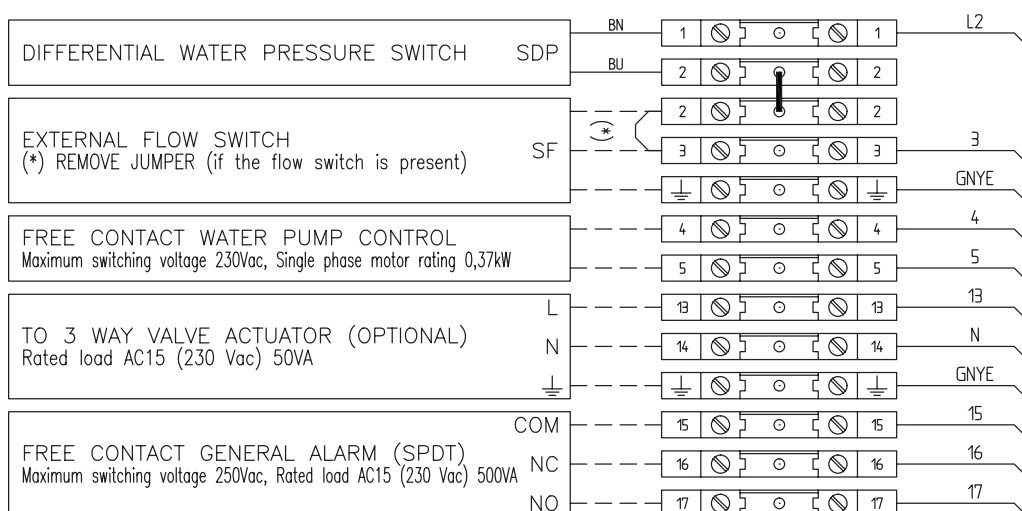 BN 1 1 L2
DIFFERENTIAL WATER PRESSURE SWITCH SDP
BU 2 2
2 2
EXTERNAL FLOW SWITCH
(*) REMOVE JUMPER (if the flow switch is present)
SF (*) 3 3 3
GNYE
FREE CONTACT WATER PUMP CONTROL
Maximum switching voltage 230Vac, Single phase motor rating 0,37kW
4 4 4
5 5 5
L 13 13 13
TO 3 WAY VALVE ACTUATOR (OPTIONAL)
Rated load AC15 (230 Vac) 50VA
N 14 14 N
GNYE
COM 15 15 15
FREE CONTACT GENERAL ALARM (SPDT)
Maximum switching voltage 250Vac, Rated load AC15 (230 Vac) 500VA
NC 16 16 16
NO 17 17 17